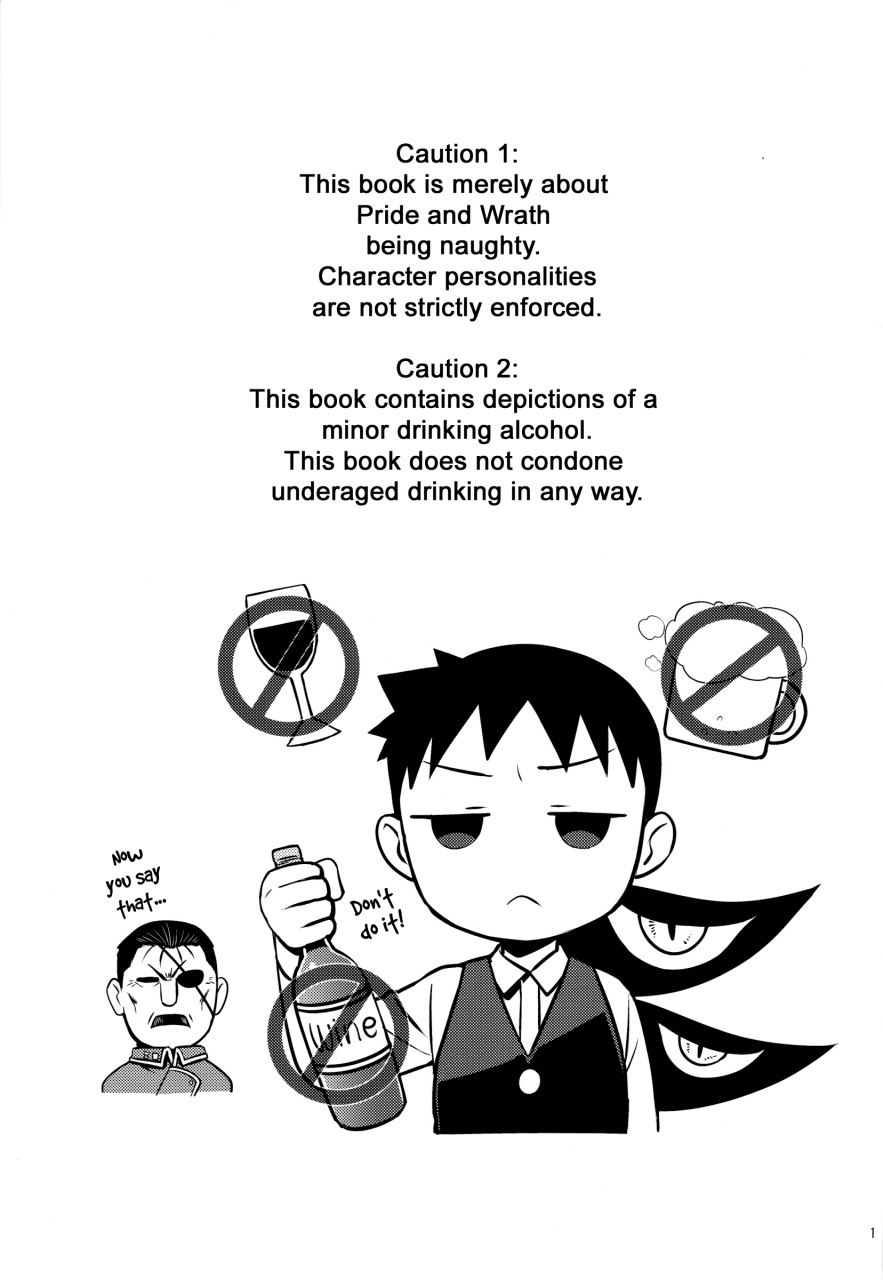 Caution 1:
This book is merely about
Pride and Wrath
being naughty.
Character personalities
are not strictly enforced.
Caution 2:
This book contains depictions of a
minor drinking alcohol.
This book does not condone
underaged drinking in any way.
Now
you say
that...
Don't
do it!
Wine
1